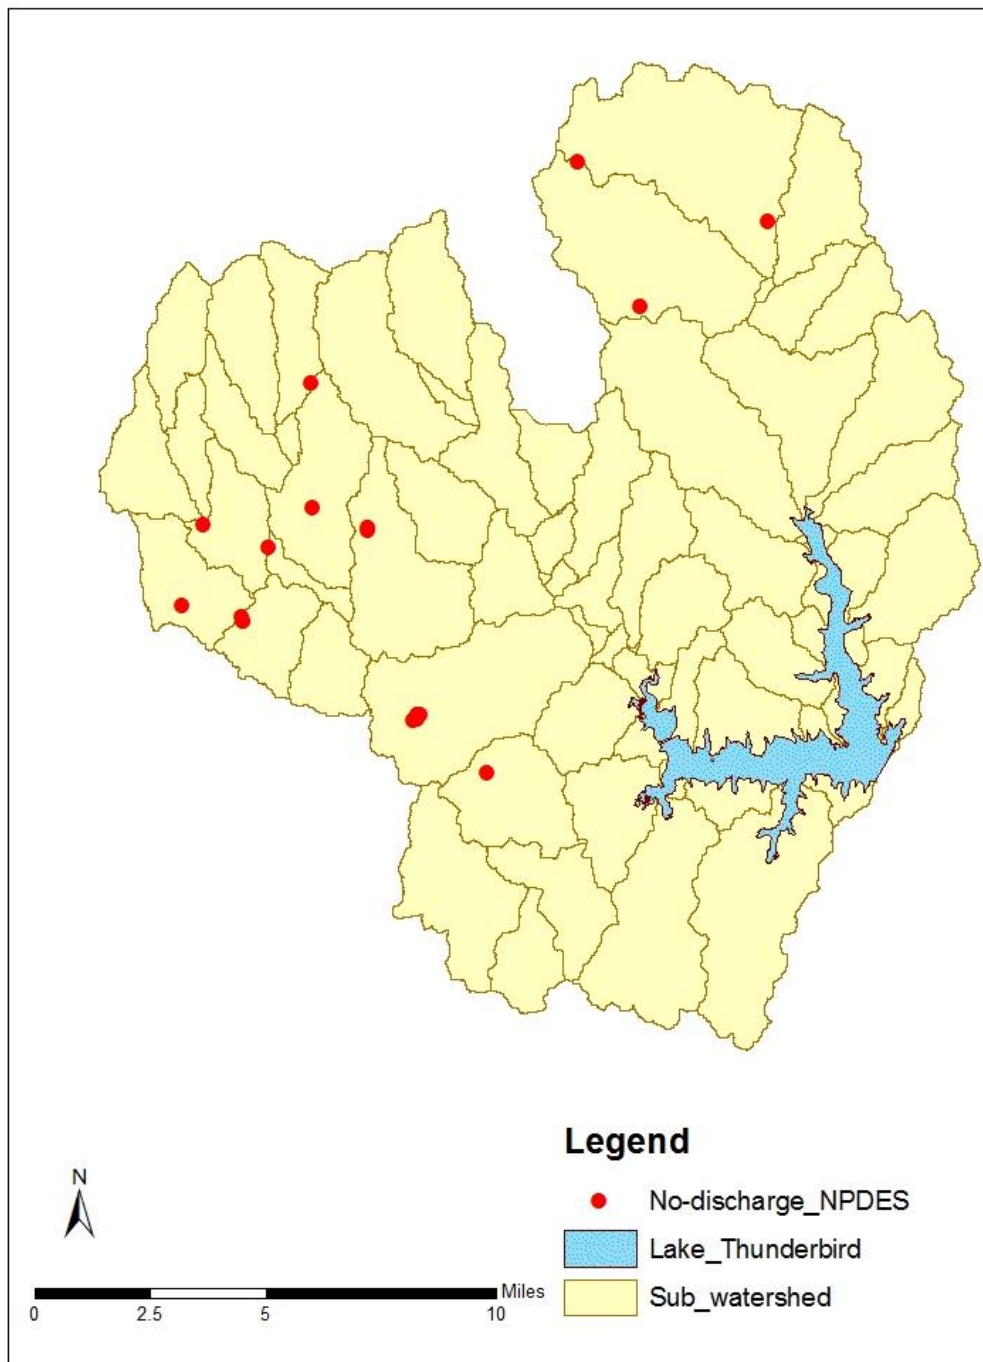 Legend
N
No-discharge_NPDES
Lake_Thunderbird
Miles
Sub_watershed
0 2.5 5 10